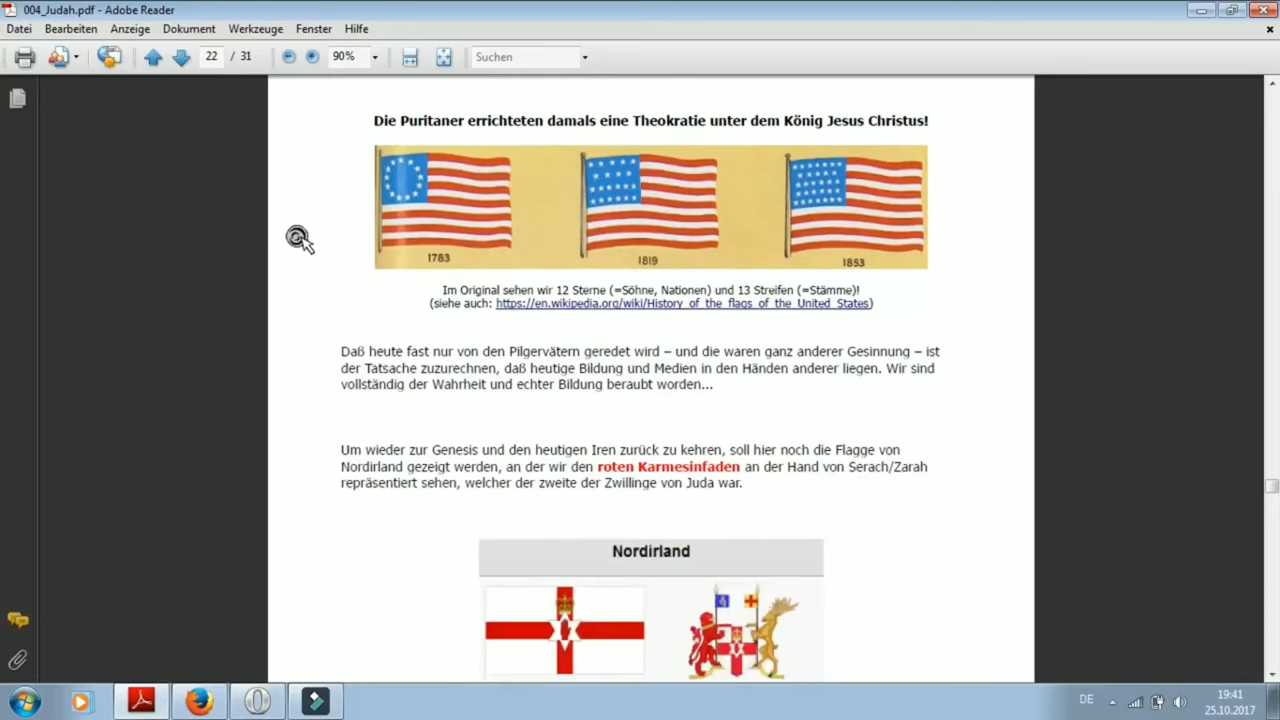 004_Judah.pdf - Adobe Reader
Datei Bearbeiten Anzeige Dokument Werkzeuge Fenster Hilfe
22 / 31 90% Suchen
Die Puritaner errichteten damals eine Theokratie unter dem König Jesus Christus!
1783 1819 1853
Im Original sehen wir 12 Sterne (=Söhne, Nationen) und 13 Streifen (=Stämme)!
(siehe auch: https://en.wikipedia.org/wiki/History_of_the_flags_of_the_United_States)
Daß heute fast nur von den Pilgervätern geredet wird – und die waren ganz anderer Gesinnung – ist
der Tatsache zuzurechnen, daß heutige Bildung und Medien in den Händen anderer liegen. Wir sind
vollständig der Wahrheit und echter Bildung beraubt worden...
Um wieder zur Genesis und den heutigen Iren zurück zu kehren, soll hier noch die Flagge von
Nordirland gezeigt werden, an der wir den roten Karmesinfaden an der Hand von Serach/Zarah
repräsentiert sehen, welcher der zweite der Zwillinge von Juda war.
Nordirland
DE 19:41
25.10.2017